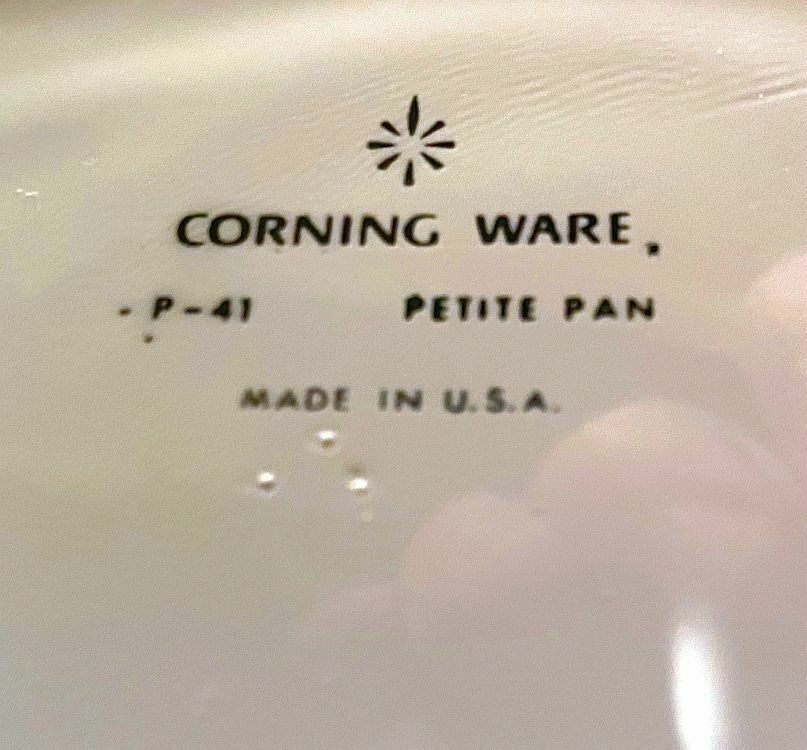 CORNING WARE®
P-41 PETITE PAN
MADE IN U.S.A.